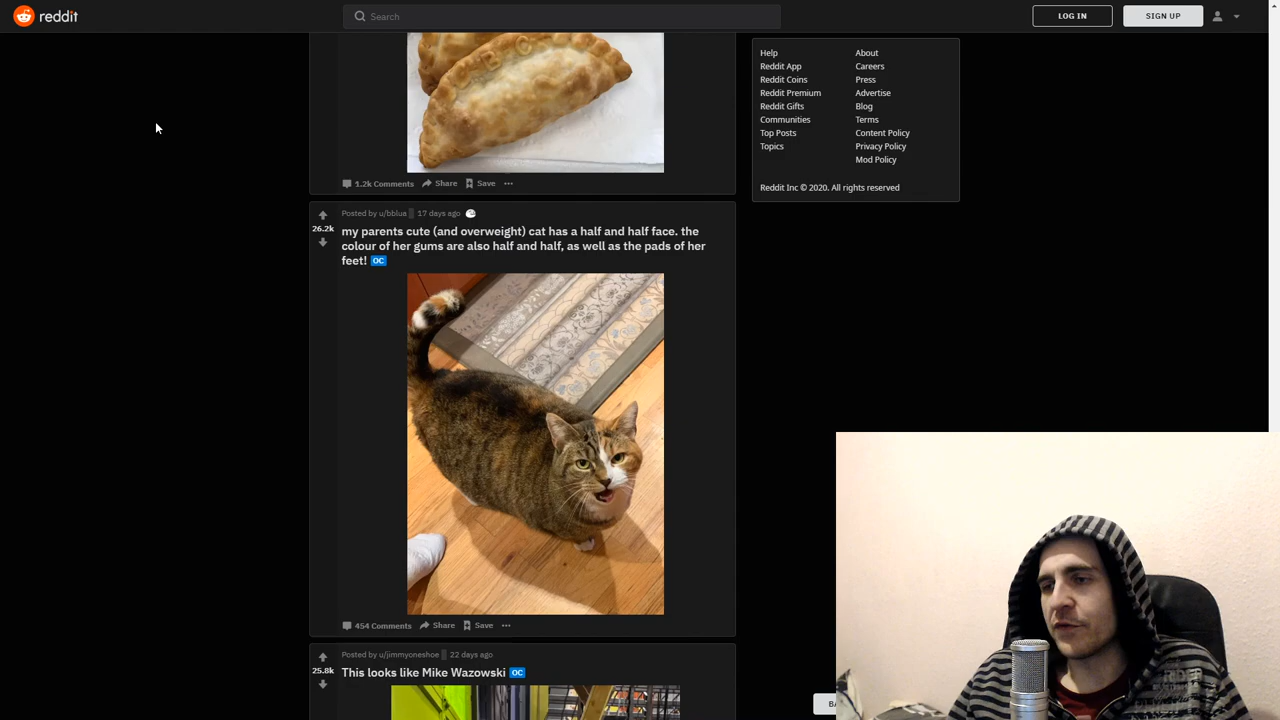 reddit
Search
LOG IN
SIGN UP
Help
About
Reddit App
Careers
Reddit Coins
Press
Reddit Premium
Advertise
Reddit Gifts
Blog
Communities
Terms
Top Posts
Content Policy
Topics
Privacy Policy
Mod Policy
Reddit Inc © 2020. All rights reserved
1.2k Comments
Share
Save
Posted by u/bblua
17 days ago
26.2k
my parents cute (and overweight) cat has a half and half face. the
colour of her gums are also half and half, as well as the pads of her
feet! OC
454 Comments
Share
Save
Posted by u/jimmyoneshoe
22 days ago
25.8k
This looks like Mike Wazowski OC